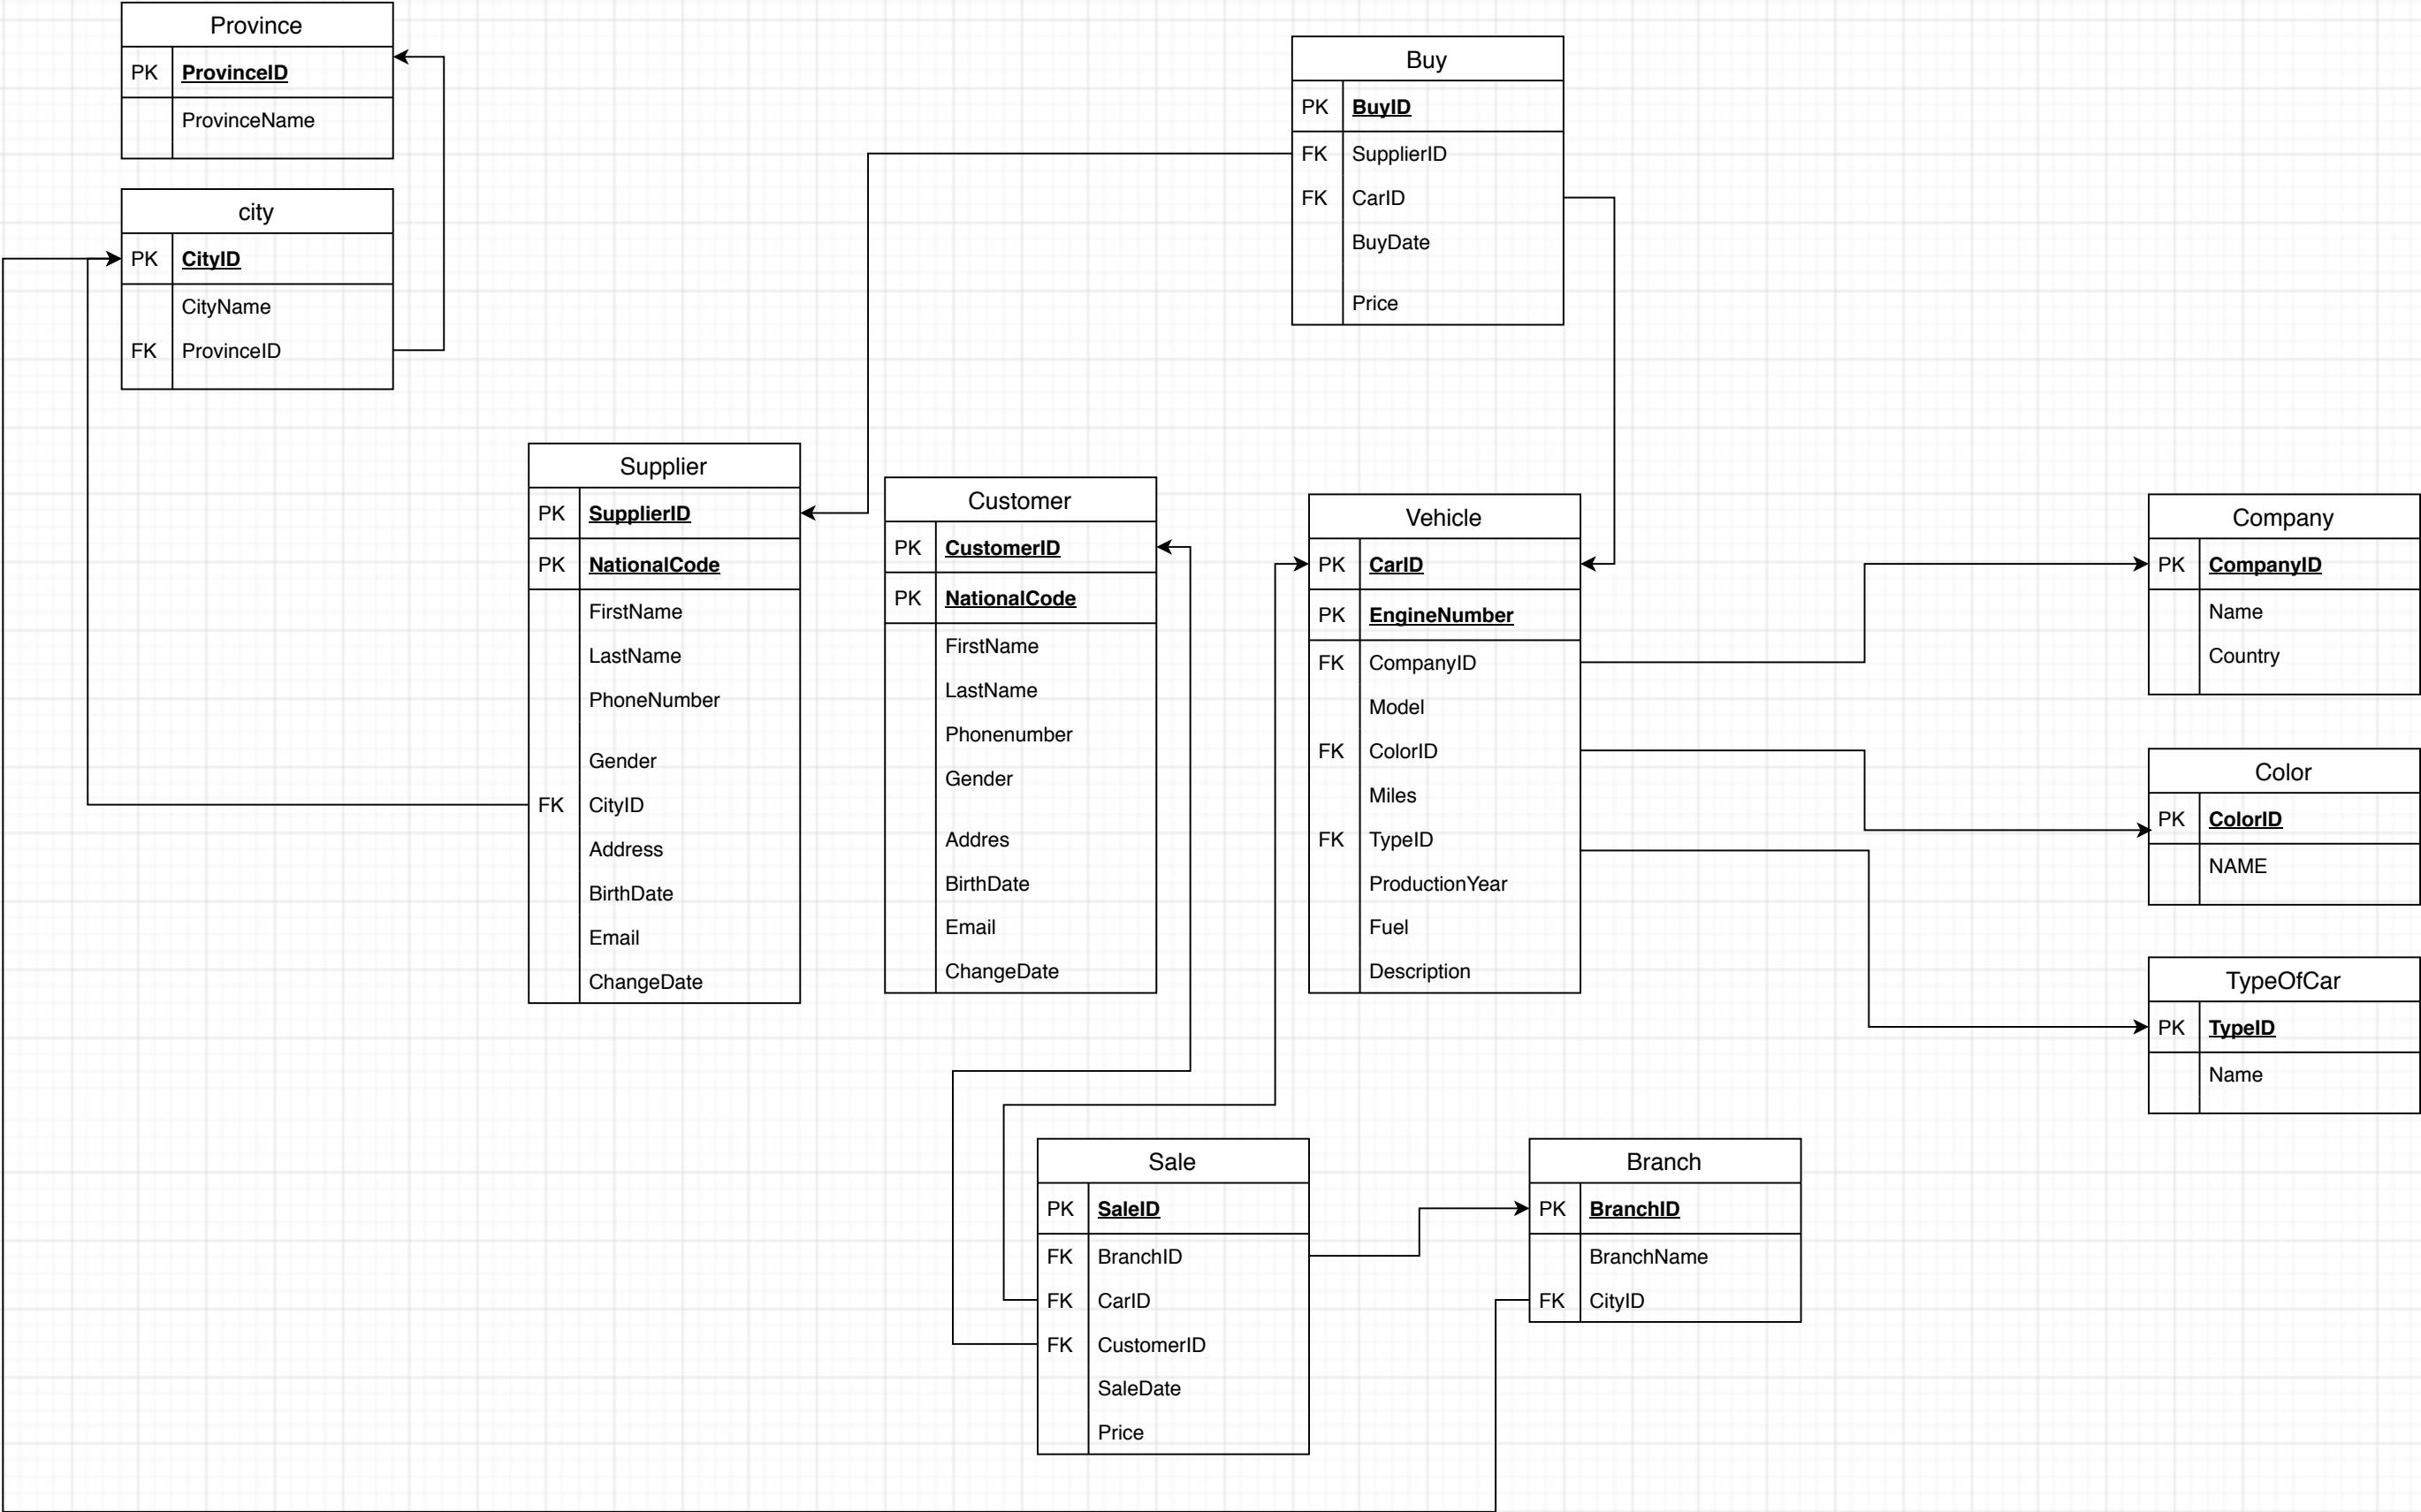 Province
PK ProvinceID
ProvinceName
city
PK CityID
CityName
FK ProvinceID
Buy
PK BuyID
FK SupplierID
FK CarID
BuyDate
Price
Supplier
PK SupplierID
PK NationalCode
FirstName
LastName
PhoneNumber
Gender
FK CityID
Address
BirthDate
Email
ChangeDate
Customer
PK CustomerID
PK NationalCode
FirstName
LastName
Phonenumber
Gender
Addres
BirthDate
Email
ChangeDate
Vehicle
PK CarID
PK EngineNumber
FK CompanyID
Model
FK ColorID
Miles
FK TypeID
ProductionYear
Fuel
Description
Company
PK CompanyID
Name
Country
Color
PK ColorID
NAME
TypeOfCar
PK TypeID
Name
Sale
PK SaleID
FK BranchID
FK CarID
FK CustomerID
SaleDate
Price
Branch
PK BranchID
BranchName
FK CityID